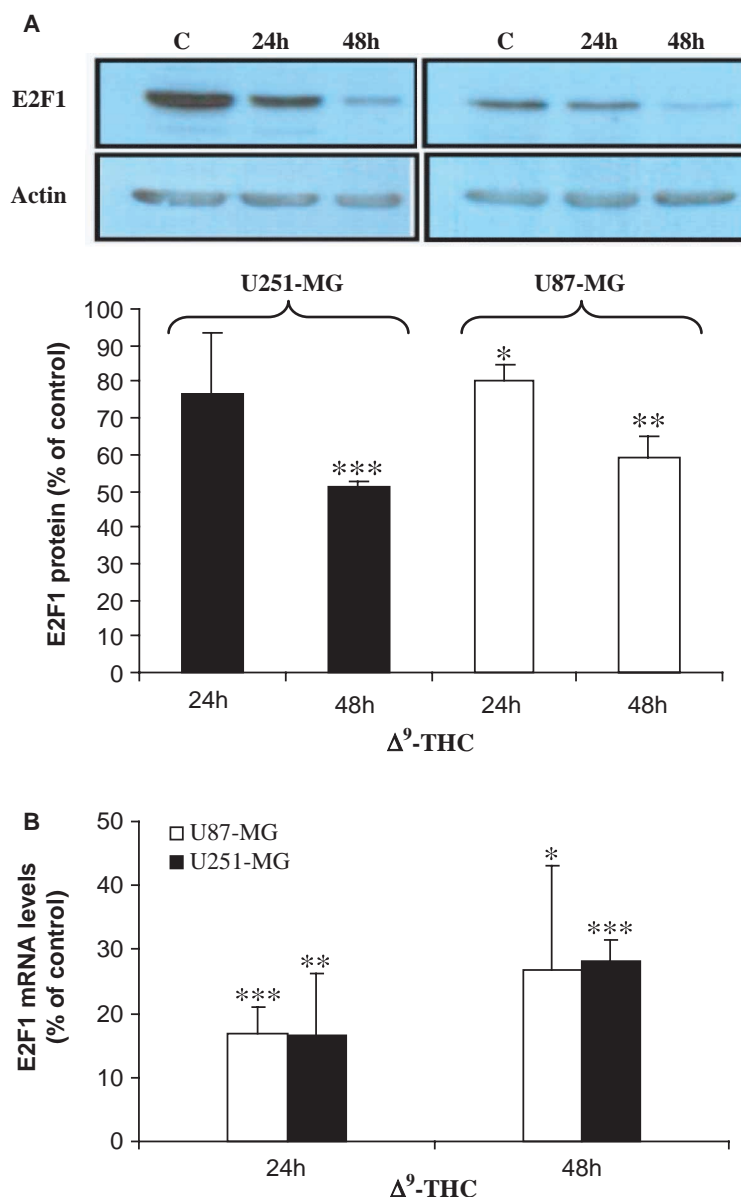 A
C 24h 48h C 24h 48h
E2F1
Actin
U251-MG U87-MG
E2F1 protein (% of control)
100
90
80
70
60
50
40
30
20
10
0
*
**
***
24h 48h 24h 48h
Δ⁹-THC
B
E2F1 mRNA levels
(% of control)
50
40
30
20
10
0
U87-MG
U251-MG
*
***
**
***
24h 48h
Δ⁹-THC